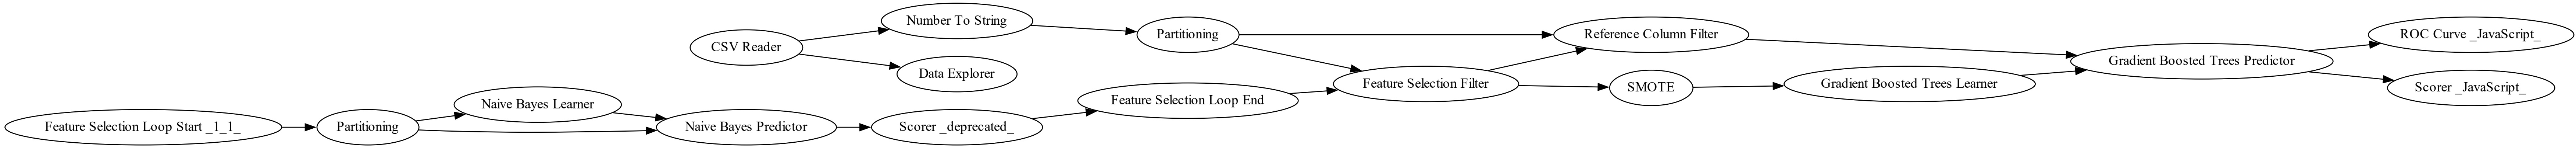 Number To String
CSV Reader
Partitioning
Reference Column Filter
ROC Curve _JavaScript_
Data Explorer
Gradient Boosted Trees Predictor
Feature Selection Filter
SMOTE
Gradient Boosted Trees Learner
Scorer _JavaScript_
Naive Bayes Learner
Feature Selection Loop End
Feature Selection Loop Start _1_1_
Partitioning
Naive Bayes Predictor
Scorer _deprecated_